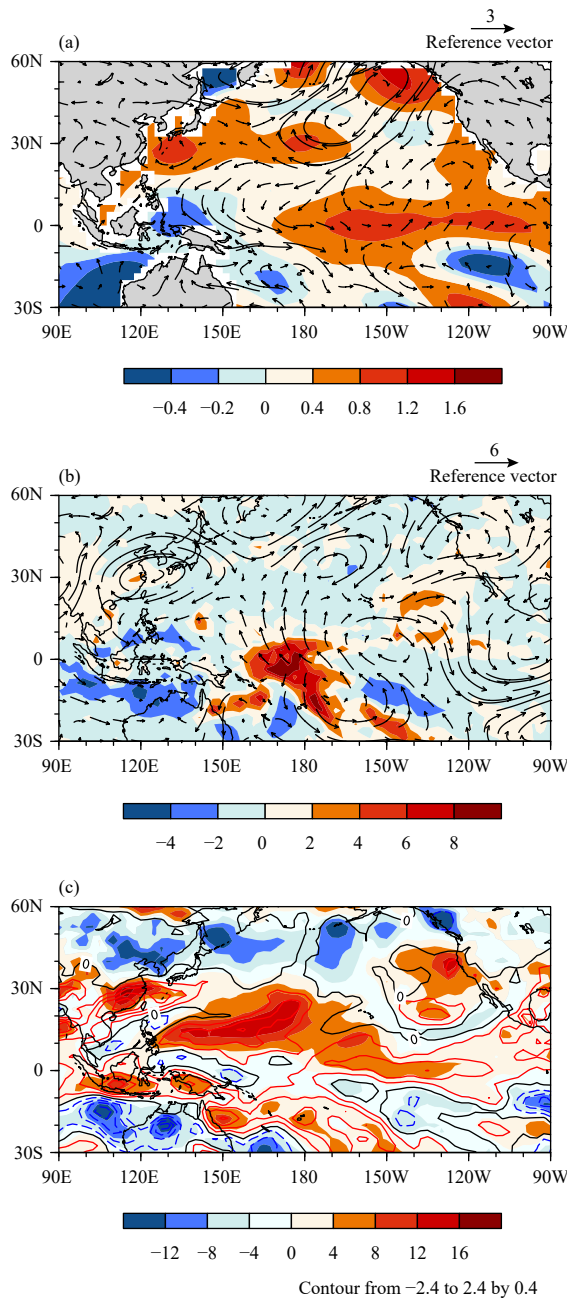 3
(a) Reference vector
60N
30N
0
30S
90E 120E 150E 180 150W 120W 90W
−0.4 −0.2 0 0.4 0.8 1.2 1.6
6
(b) Reference vector
60N
30N
0
30S
90E 120E 150E 180 150W 120W 90W
−4 −2 0 2 4 6 8
(c)
60N
0
0
30N
0
0
0
30S
90E 120E 150E 180 150W 120W 90W
−12 −8 −4 0 4 8 12 16
Contour from −2.4 to 2.4 by 0.4